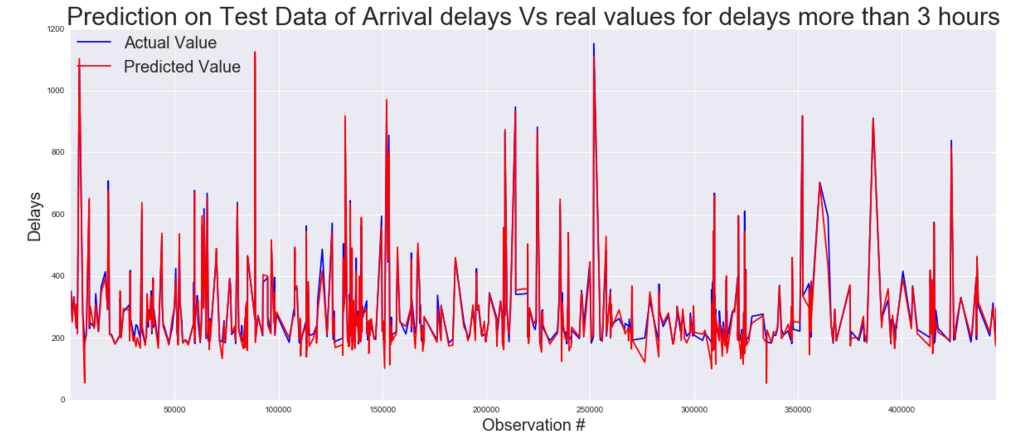 Prediction on Test Data of Arrival delays Vs real values for delays more than 3 hours
1200
Actual Value
Predicted Value
1000
800
600
Delays
400
200
0
50000 100000 150000 200000 250000 300000 350000 400000
Observation #